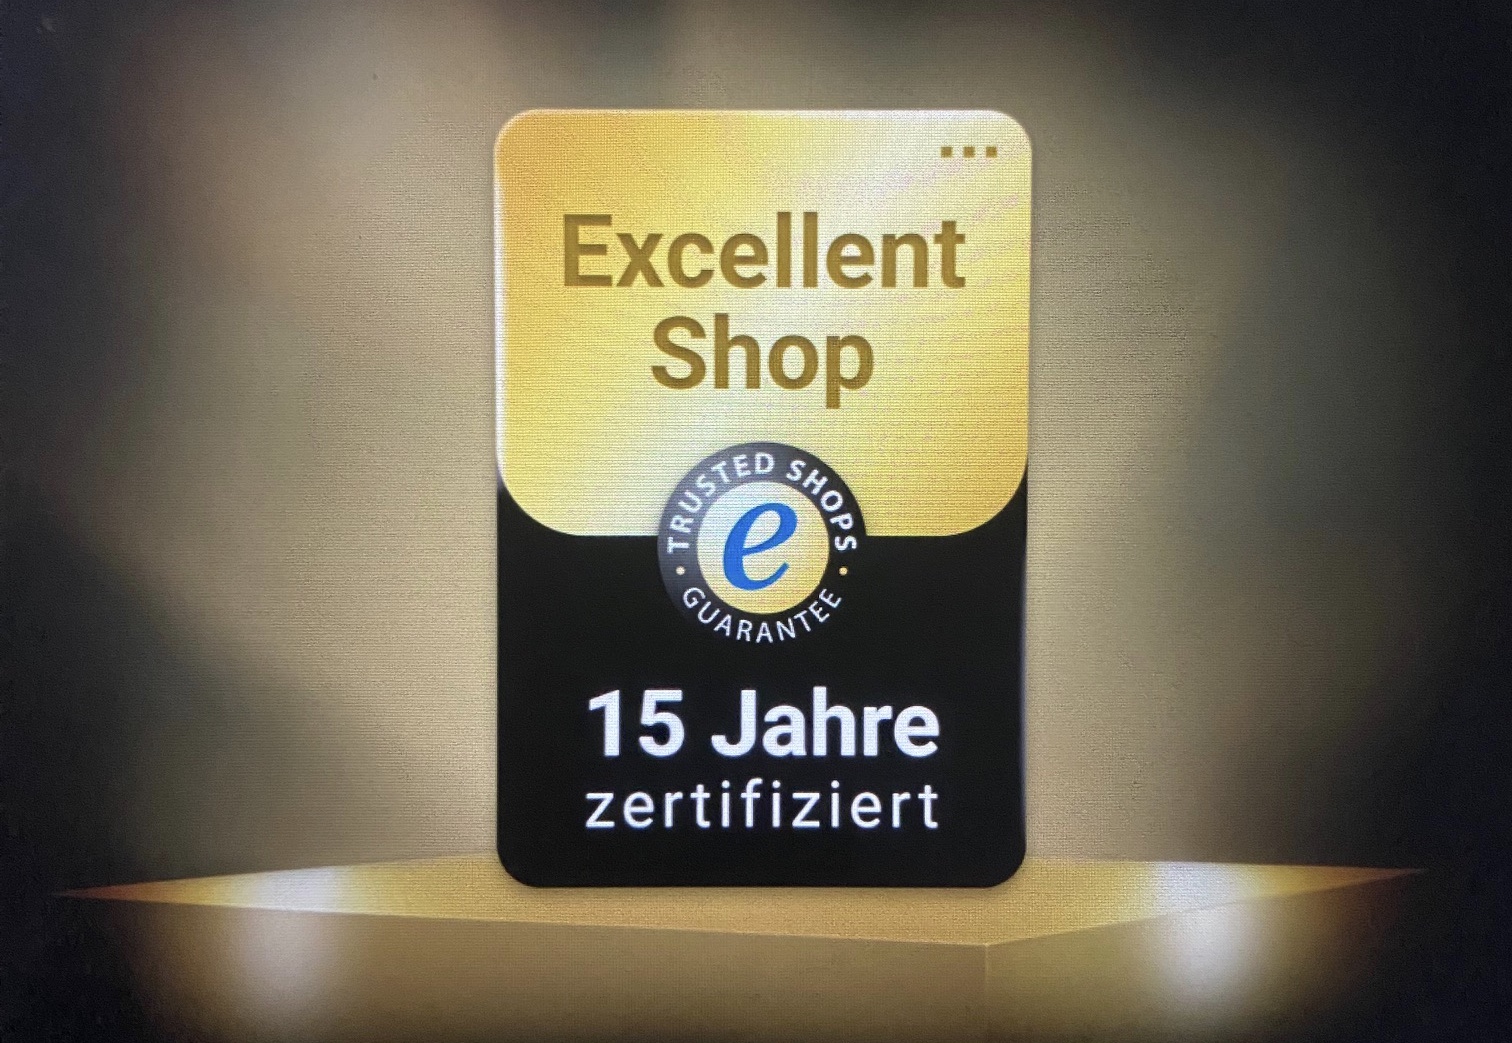 Excellent
Shop
TRUSTED SHOPS
e
GUARANTEE
15 Jahre
zertifiziert